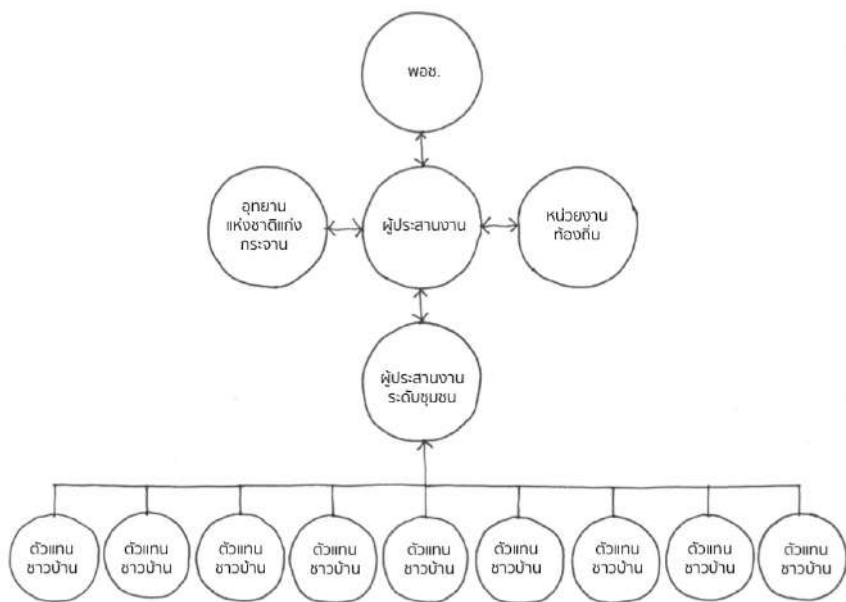 พอช.
อุทยาน
แห่งชาติแก่ง
กระจาน
ผู้ประสานงาน
หน่วยงาน
ท้องถิ่น
ผู้ประสานงาน
ระดับชุมชน
ตัวแทน
ชาวบ้าน
ตัวแทน
ชาวบ้าน
ตัวแทน
ชาวบ้าน
ตัวแทน
ชาวบ้าน
ตัวแทน
ชาวบ้าน
ตัวแทน
ชาวบ้าน
ตัวแทน
ชาวบ้าน
ตัวแทน
ชาวบ้าน
ตัวแทน
ชาวบ้าน